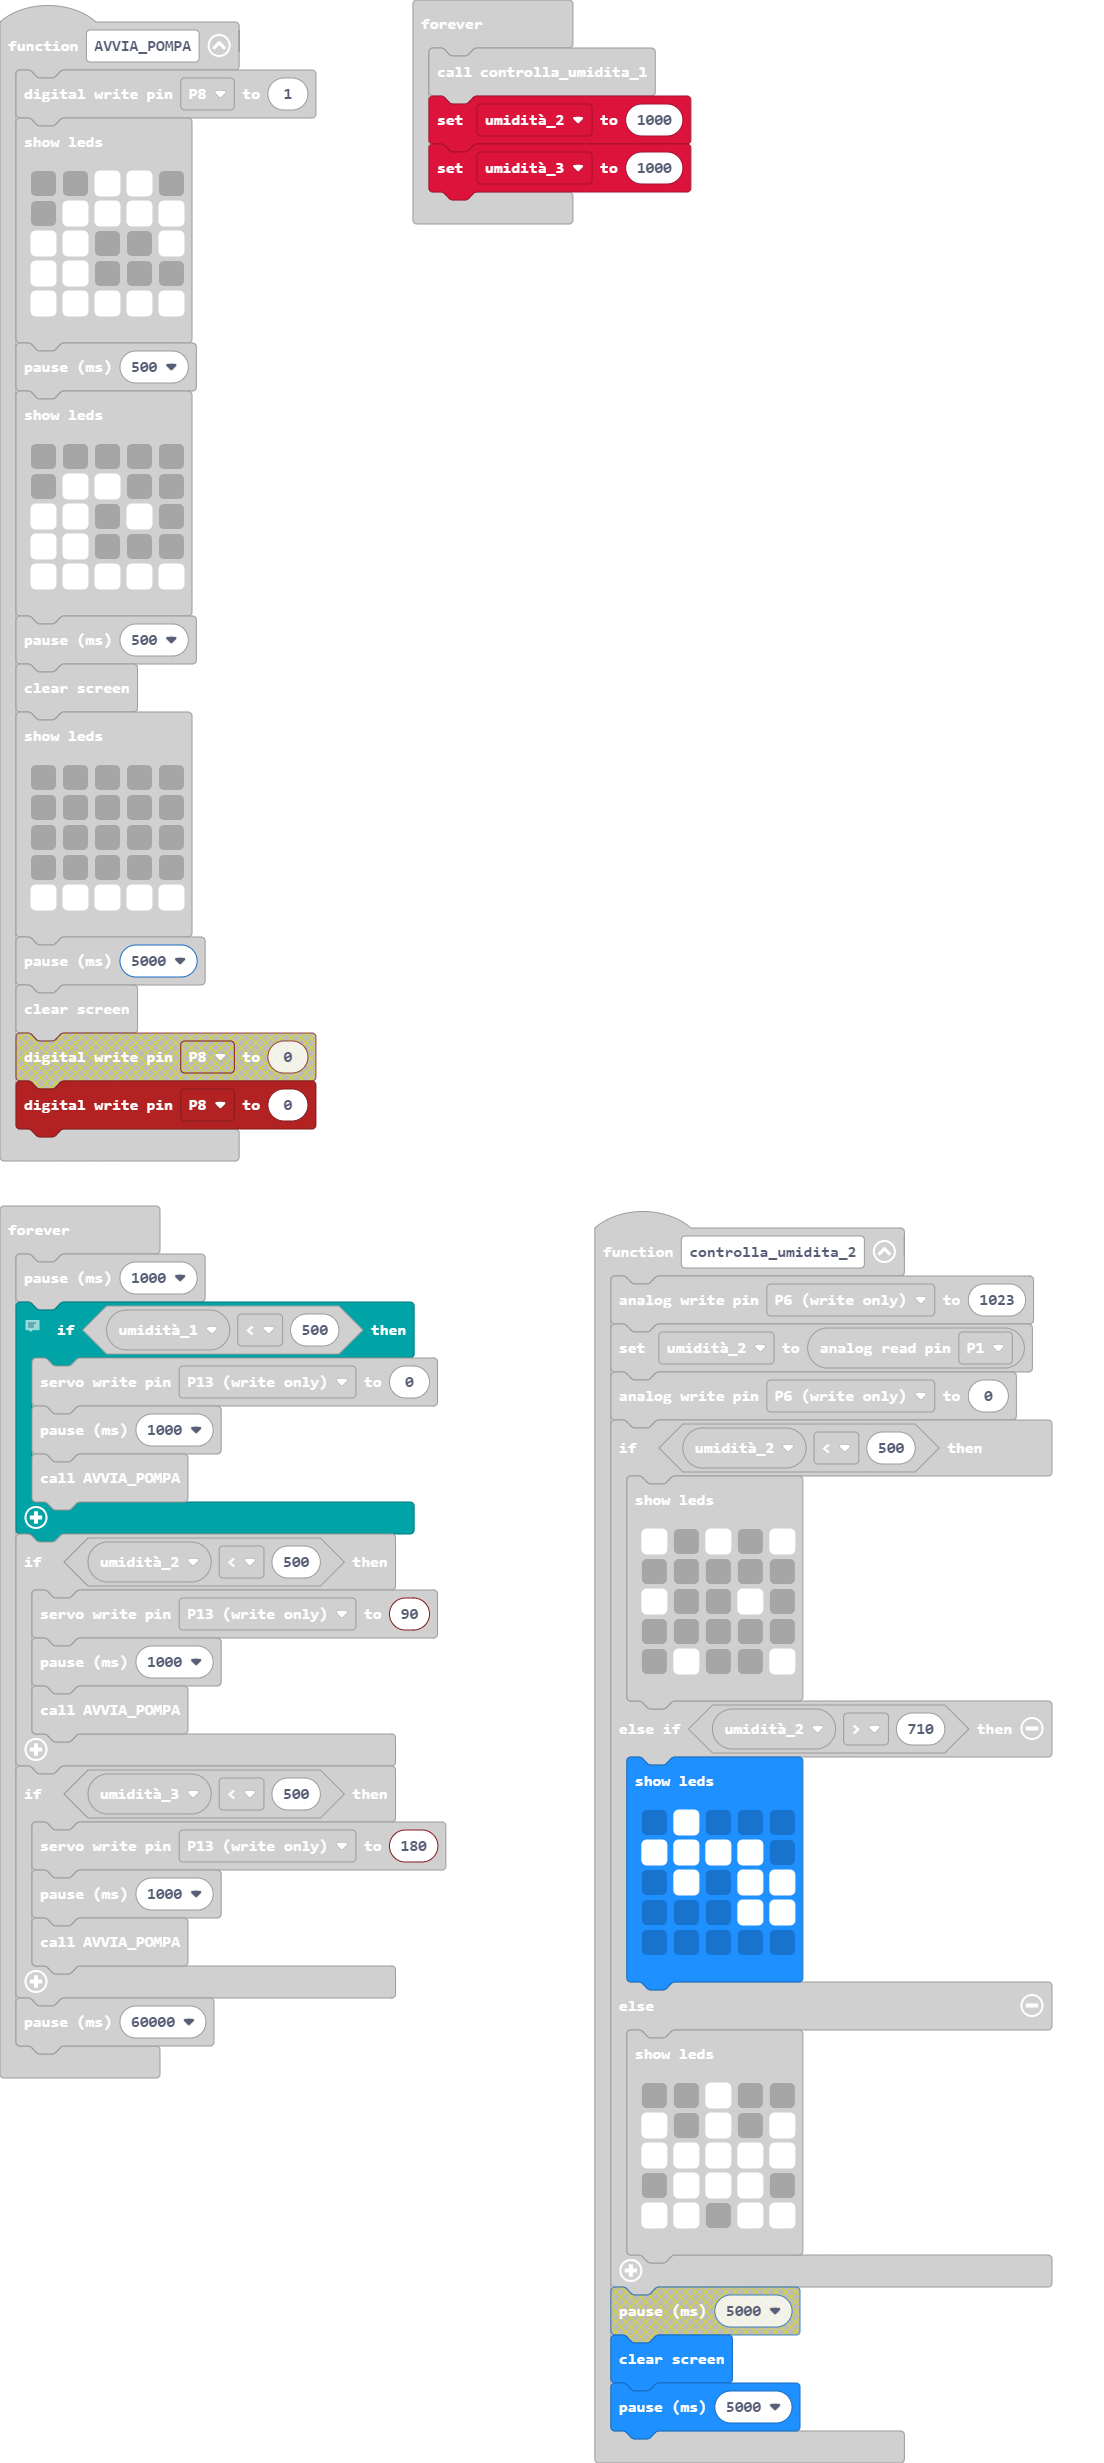 function AVVIA_POMPA
digital write pin P8 to 1
show leds
pause (ms) 500
show leds
pause (ms) 500
clear screen
show leds
pause (ms) 5000
clear screen
digital write pin P8 to 0
digital write pin P8 to 0
forever
call controlla_umidita_1
set umidità_2 to 1000
set umidità_3 to 1000
forever
pause (ms) 1000
if umidità_1 < 500 then
servo write pin P13 (write only) to 0
pause (ms) 1000
call AVVIA_POMPA
if umidità_2 < 500 then
servo write pin P13 (write only) to 90
pause (ms) 1000
call AVVIA_POMPA
if umidità_3 < 500 then
servo write pin P13 (write only) to 180
pause (ms) 1000
call AVVIA_POMPA
pause (ms) 60000
function controlla_umidita_2
analog write pin P6 (write only) to 1023
set umidità_2 to analog read pin P1
analog write pin P6 (write only) to 0
if umidità_2 < 500 then
show leds
else if umidità_2 > 710 then
show leds
else
show leds
pause (ms) 5000
clear screen
pause (ms) 5000